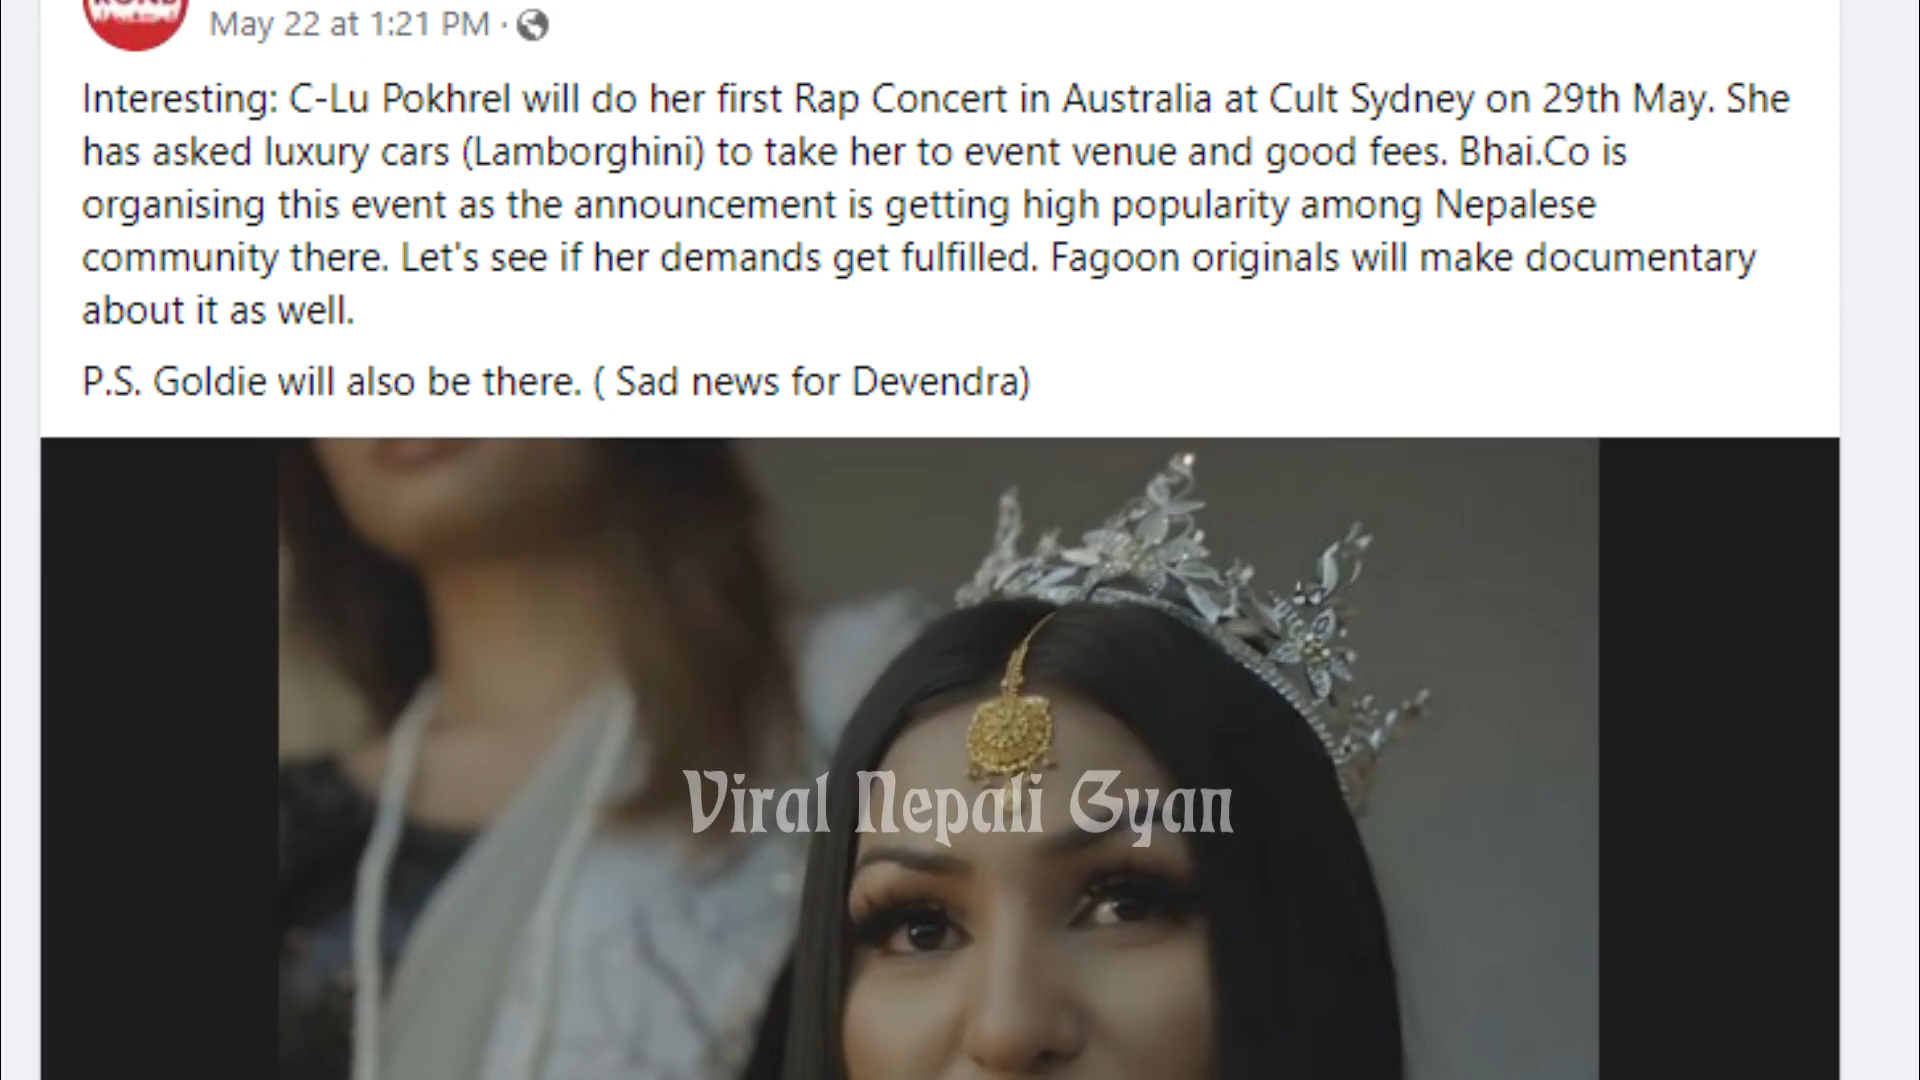 May 22 at 1:21 PM ·
Interesting: C-Lu Pokhrel will do her first Rap Concert in Australia at Cult Sydney on 29th May. She
has asked luxury cars (Lamborghini) to take her to event venue and good fees. Bhai.Co is
organising this event as the announcement is getting high popularity among Nepalese
community there. Let's see if her demands get fulfilled. Fagoon originals will make documentary
about it as well.
P.S. Goldie will also be there. ( Sad news for Devendra)
Viral Nepali Gyan